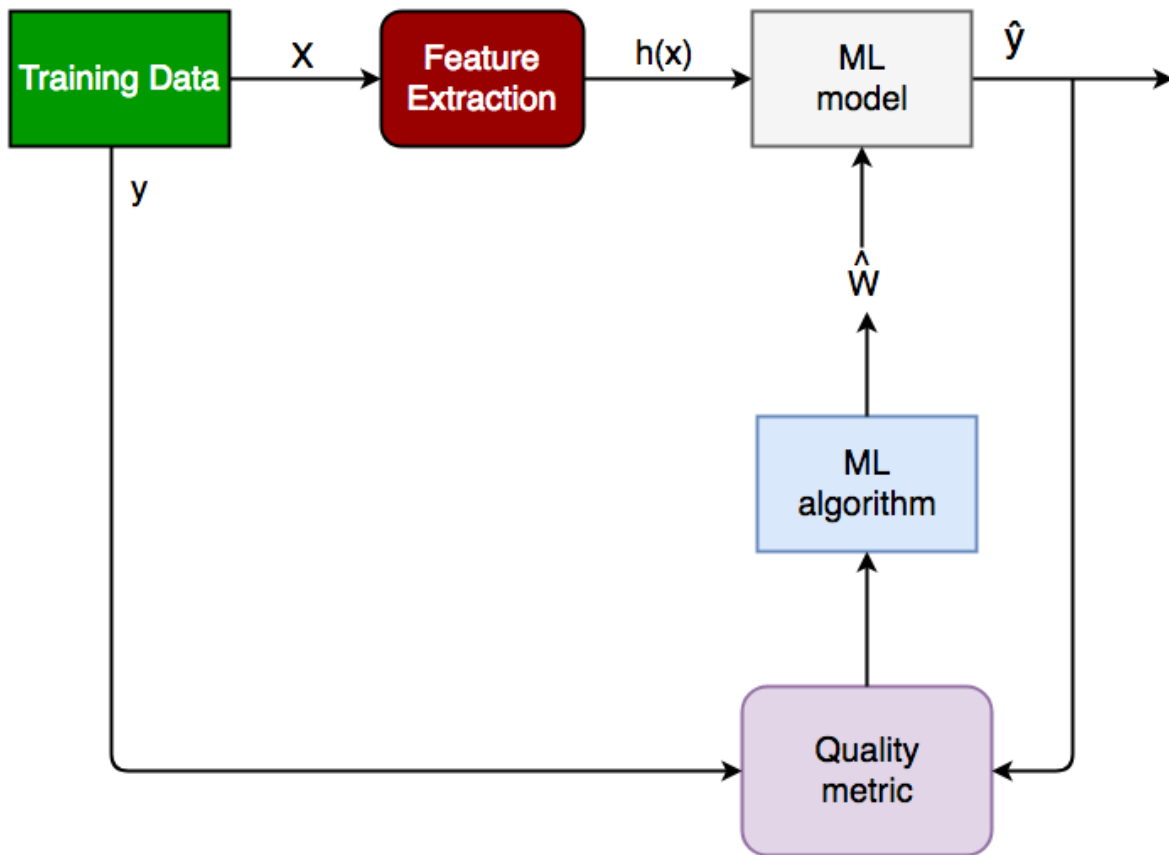 Training Data
X
Feature
Extraction
h(x)
ML
model
ŷ
y
Ŵ
ML
algorithm
Quality
metric